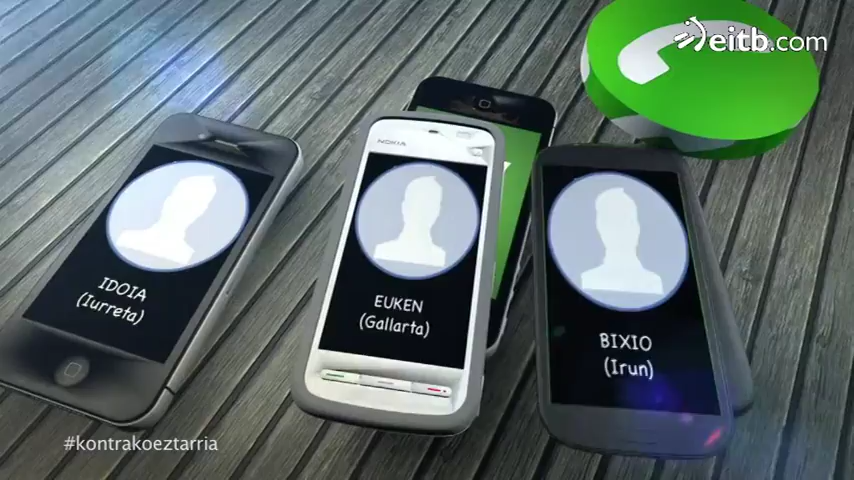 eitb.com
NOKIA
IDOIA
(Iurreta)
EUKEN
(Gallarta)
BIXIO
(Irun)
#kontrakoeztarria